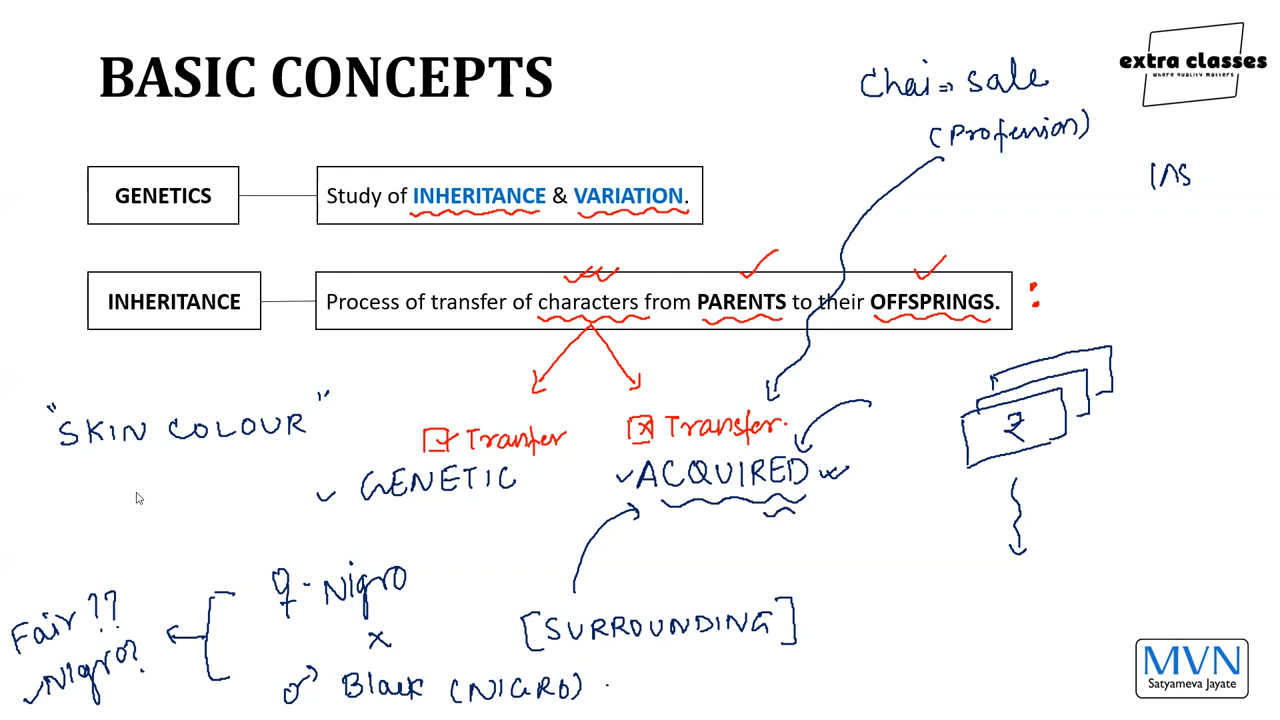 BASIC CONCEPTS
extra classes
where quality matters
Chai ⇒ Sale
(Profession)
IAS
GENETICS
Study of INHERITANCE & VARIATION.
INHERITANCE
Process of transfer of characters from PARENTS to their OFFSPRINGS.
"SKIN COLOUR"
Tranfer
Transfer.
₹
GENETIC
ACQUIRED
♀ - Nigro
Fair ??
x
[SURROUNDING]
Nigro?
♂ Black (NIGRO)
MVN
Satyameva Jayate